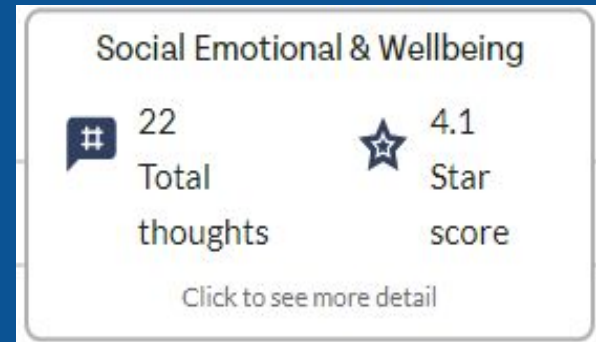 Social Emotional & Wellbeing
#
22
Total
thoughts
4.1
Star
score
Click to see more detail